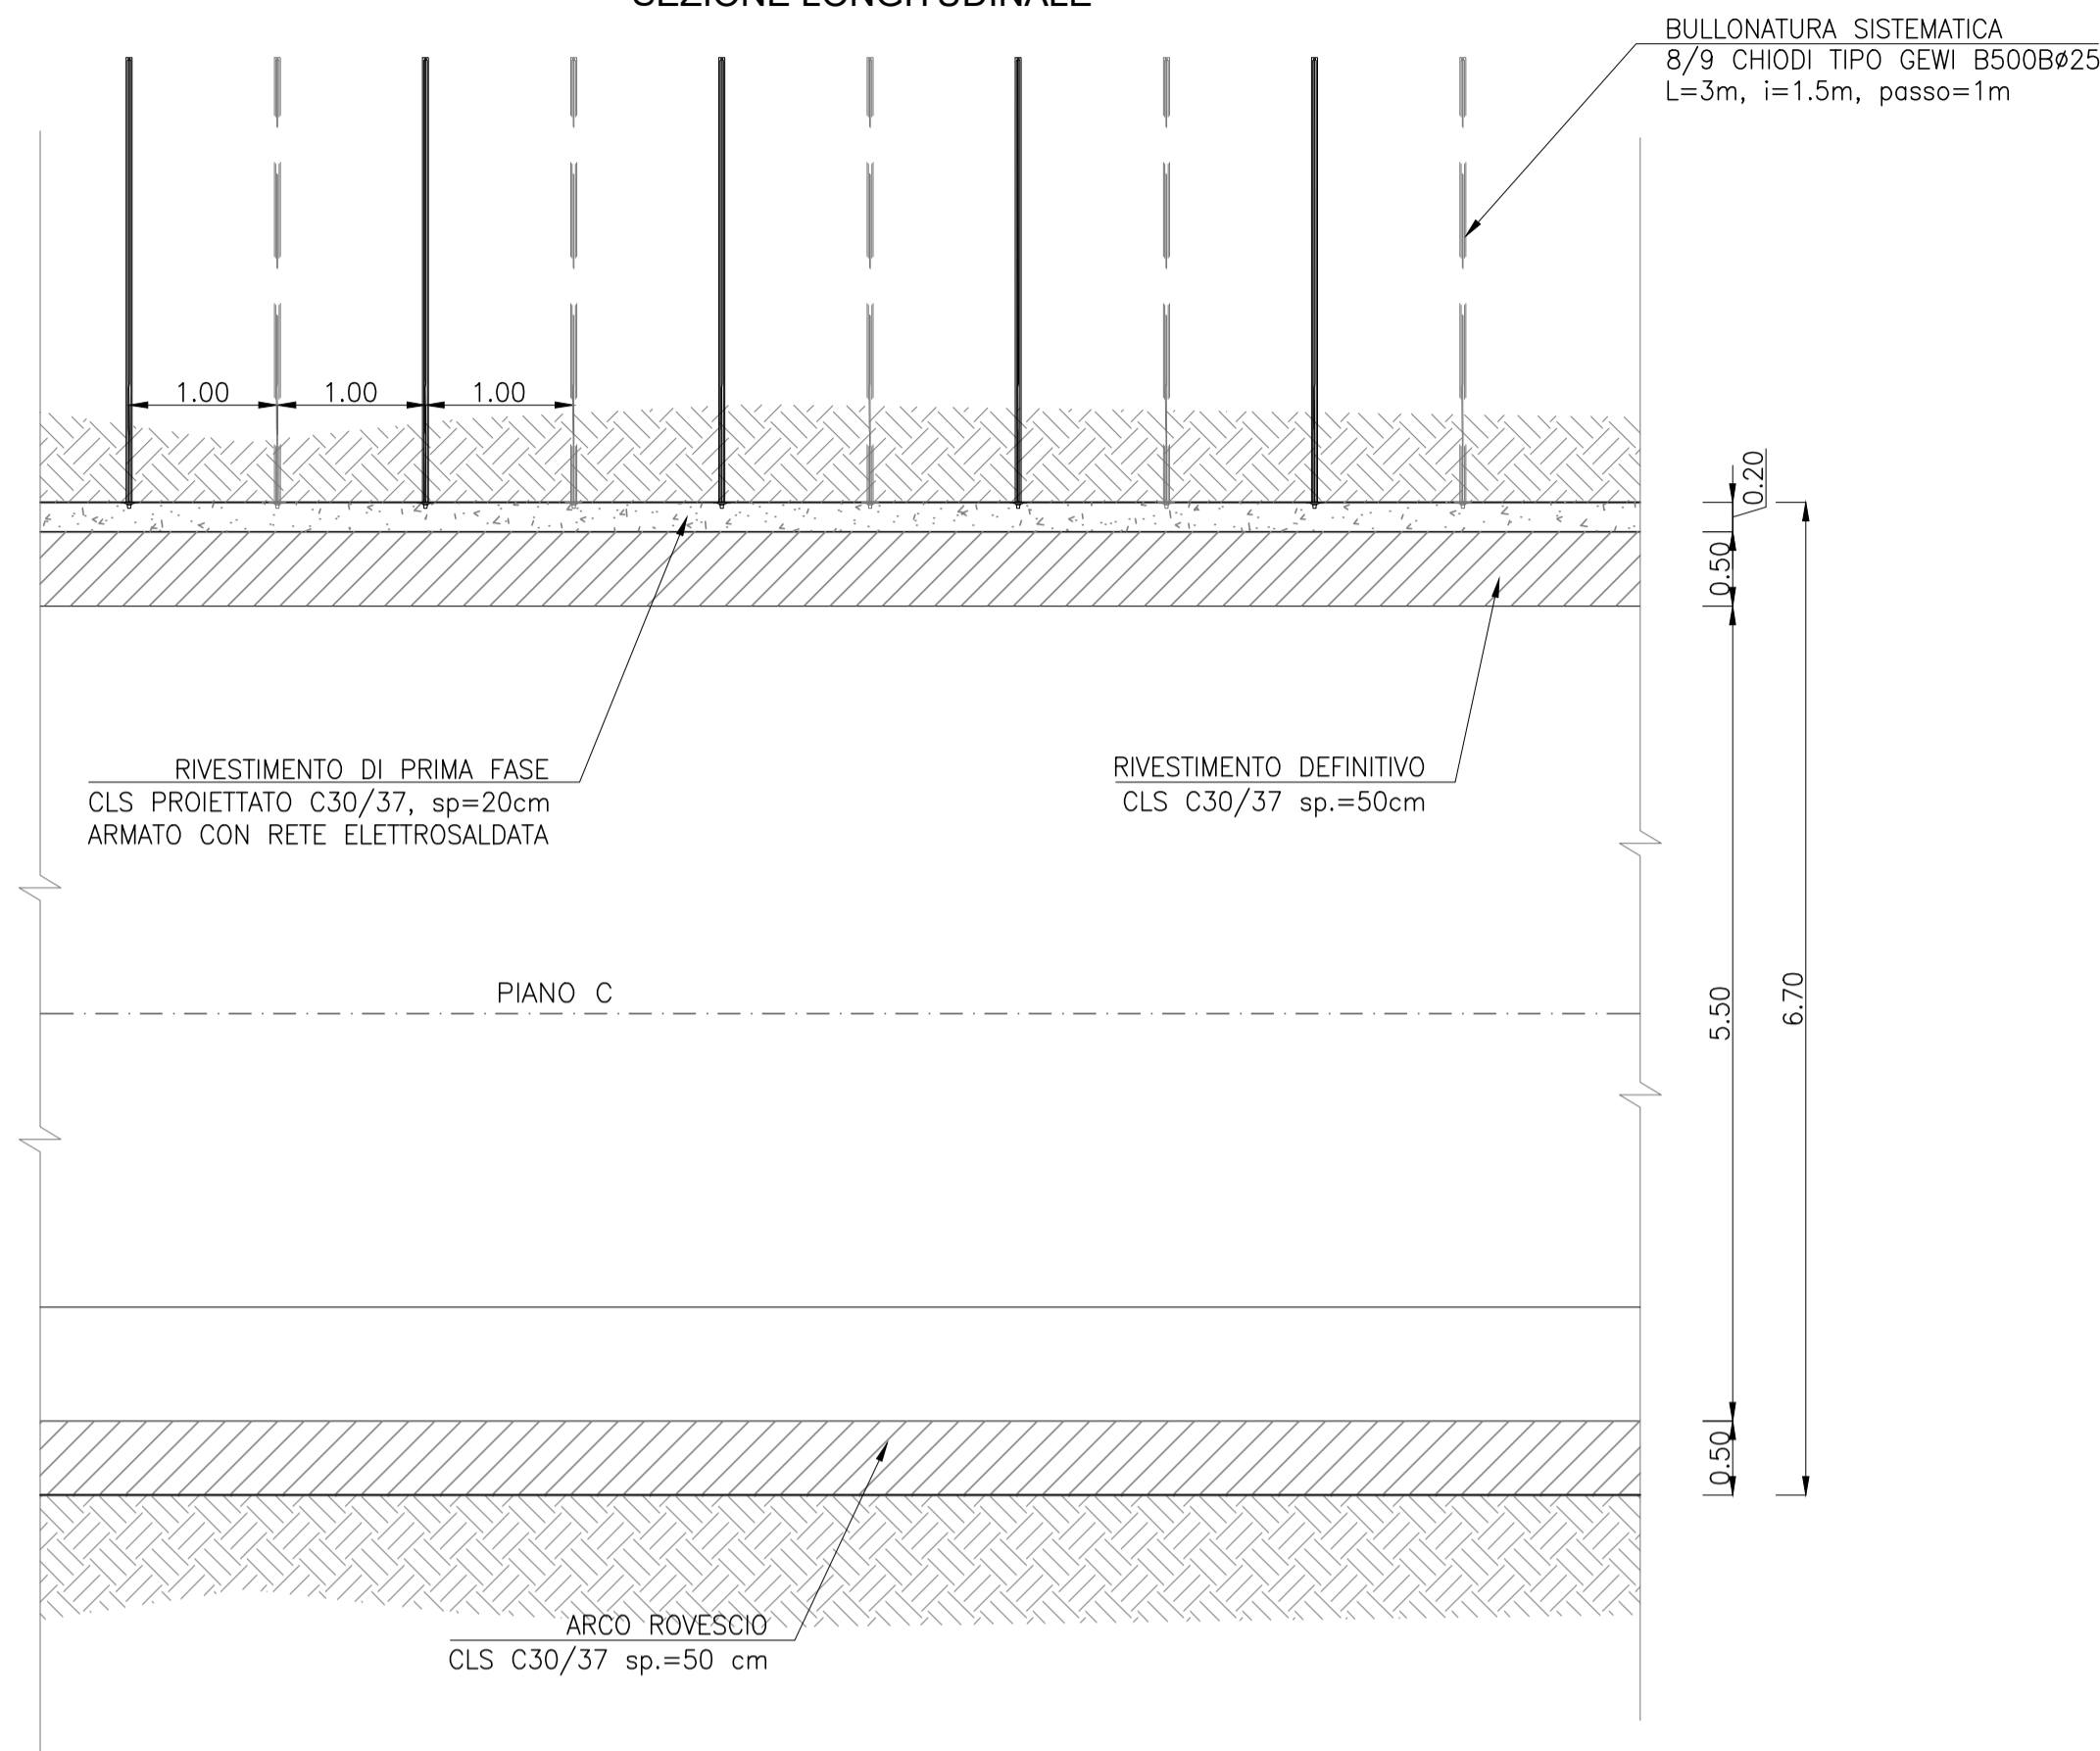 SEZIONE LONGITUDINALE
BULLONATURA SISTEMATICA
8/9 CHIODI TIPO GEWI B500Bø25
L=3m, i=1.5m, passo=1m
1.00
1.00
1.00
0.20
0.50
RIVESTIMENTO DI PRIMA FASE
CLS PROIETTATO C30/37, sp=20cm
ARMATO CON RETE ELETTROSALDATA
RIVESTIMENTO DEFINITIVO
CLS C30/37 sp.=50cm
PIANO C
5.50
6.70
0.50
ARCO ROVESCIO
CLS C30/37 sp.=50 cm